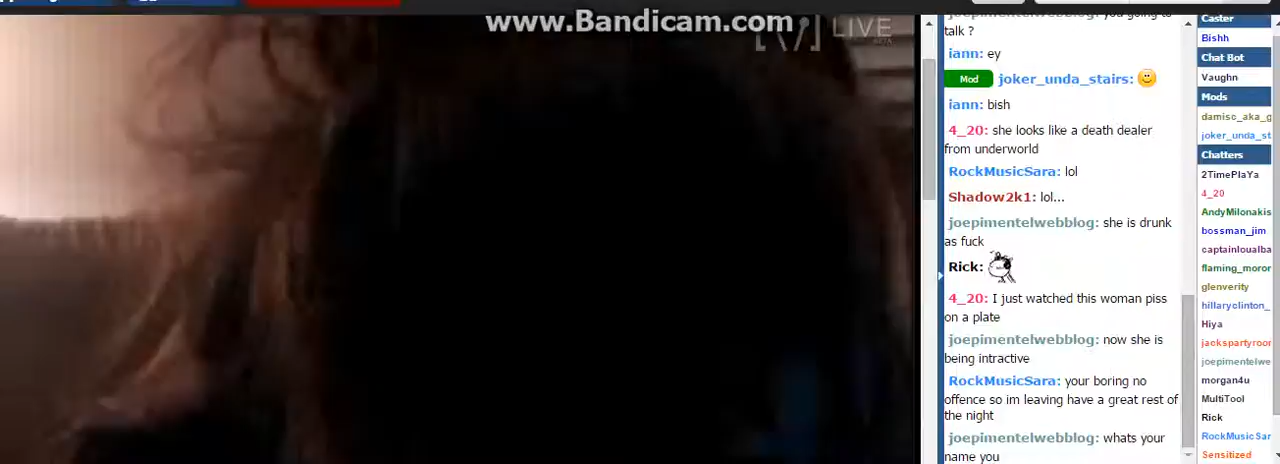 www.Bandicam.com
LIVE
BETA
joepimentelwebblog: you going to
talk ?
iann: ey
Mod joker_unda_stairs:
iann: bish
4_20: she looks like a death dealer
from underworld
RockMusicSara: lol
Shadow2k1: lol...
joepimentelwebblog: she is drunk
as fuck
Rick:
4_20: I just watched this woman piss
on a plate
joepimentelwebblog: now she is
being intractive
RockMusicSara: your boring no
offence so im leaving have a great rest of
the night
joepimentelwebblog: whats your
name you
Caster
Bishh
Chat Bot
Vaughn
Mods
damisc_aka_g
joker_unda_st
Chatters
2TimePlaYa
4_20
AndyMilonakis
bossman_jim
captainloualba
flaming_moror
glenverity
hillaryclinton_
Hiya
jackspartyroor
joepimentelwe
morgan4u
MultiTool
Rick
RockMusicSar
Sensitized